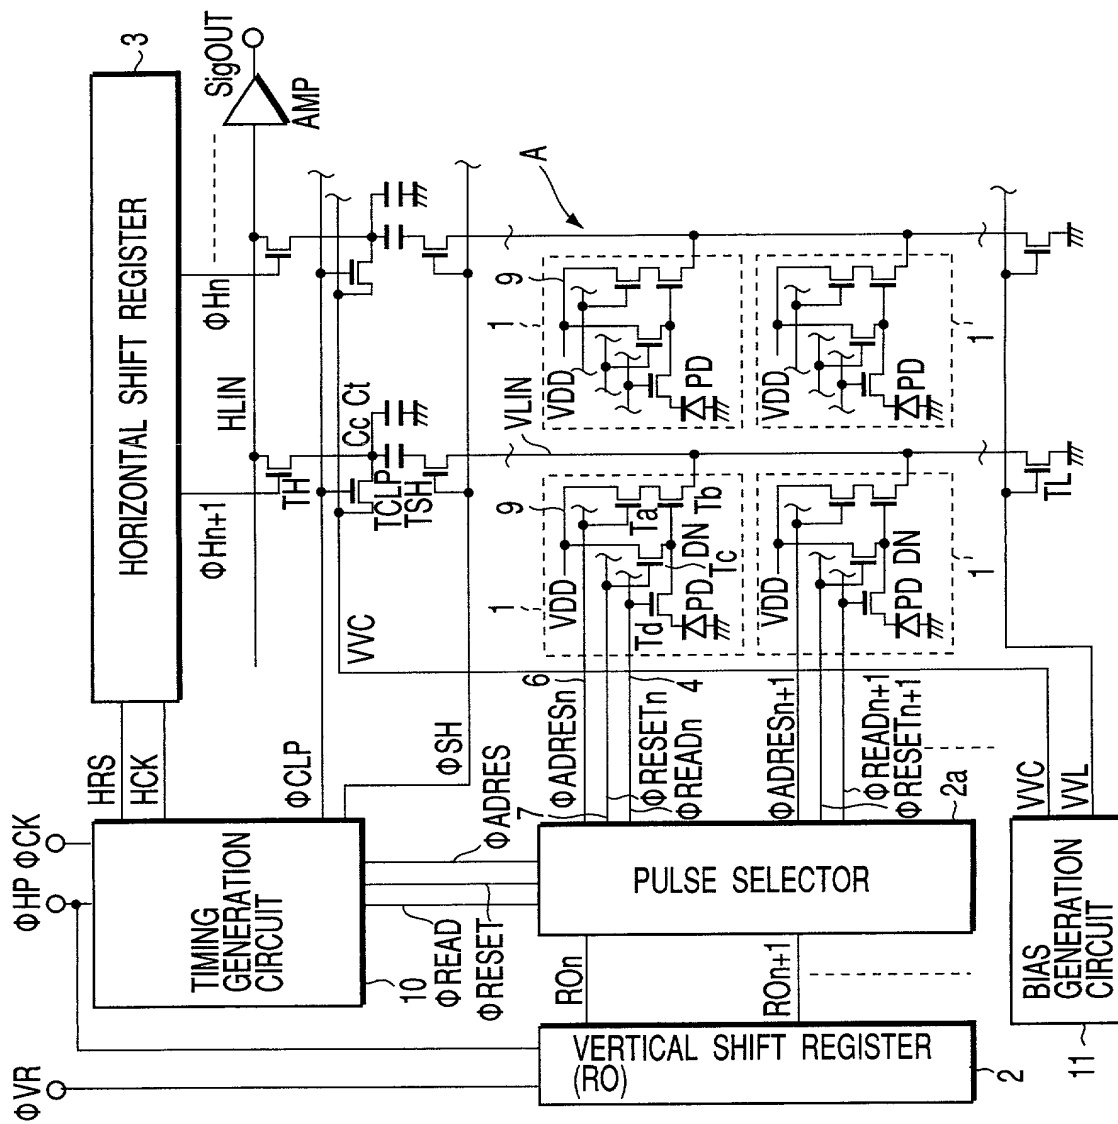 ΦVR
ΦHP
ΦCK
HRS
HCK
HORIZONTAL SHIFT REGISTER
3
TIMING
GENERATION
CIRCUIT
10
ΦREAD
ΦRESET
ΦADRES
ΦCLP
ΦSH
VVC
ΦHn+1
ΦHn
HLIN
SigOUT
AMP
TH
TCLP
TSH
Cc
Ct
VLIN
A
VERTICAL SHIFT REGISTER
(RO)
2
ROn
ROn+1
PULSE SELECTOR
2a
ΦADRESn
6
7
ΦRESETn
ΦREADn
4
ΦADRESn+1
ΦREADn+1
ΦRESETn+1
1
9
VDD
Ta
Tb
DN
Tc
Td
PD
1
9
VDD
PD
1
VDD
PD
DN
1
VDD
PD
TL
BIAS
GENERATION
CIRCUIT
11
VVC
VVL